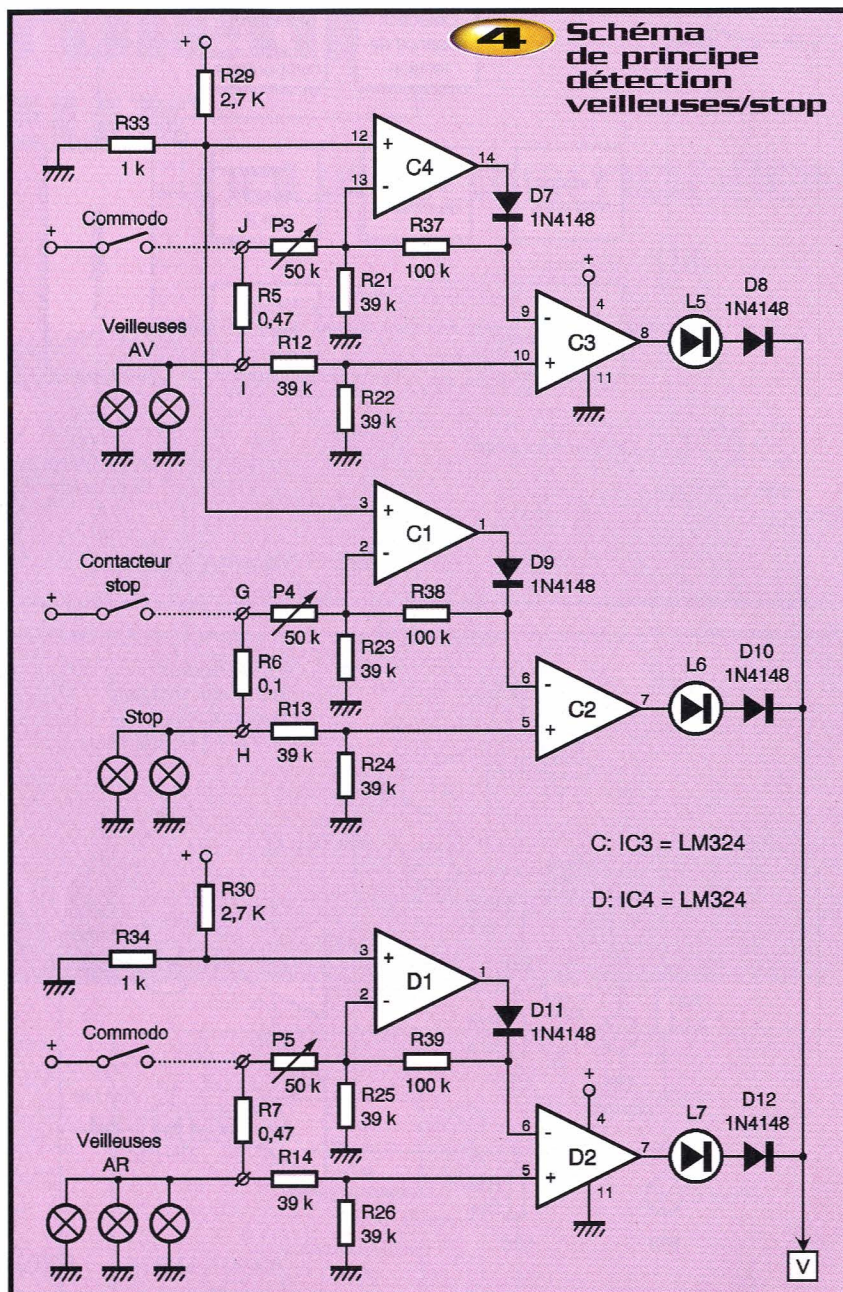 4 Schéma
de principe
détection
veilleuses/stop
+
R29
2,7 K
R33
1 k
12
+
13
-
C4
14
D7
1N4148
Commodo
+
J
P3
50 k
R37
100 k
R21
39 k
R5
0,47
Veilleuses
AV
I
R12
39 k
R22
39 k
9
-
10
+
C3
+
4
11
8
L5
D8
1N4148
3
+
2
-
C1
1
D9
1N4148
Contacteur
stop
+
G
P4
50 k
R38
100 k
R23
39 k
R6
0,1
Stop
H
R13
39 k
R24
39 k
6
-
5
+
C2
7
L6
D10
1N4148
C: IC3 = LM324
D: IC4 = LM324
+
R30
2,7 K
R34
1 k
3
+
2
-
D1
1
D11
1N4148
Commodo
+
P5
50 k
R39
100 k
R25
39 k
R7
0,47
Veilleuses
AR
R14
39 k
R26
39 k
6
-
5
+
D2
+
4
11
7
L7
D12
1N4148
V